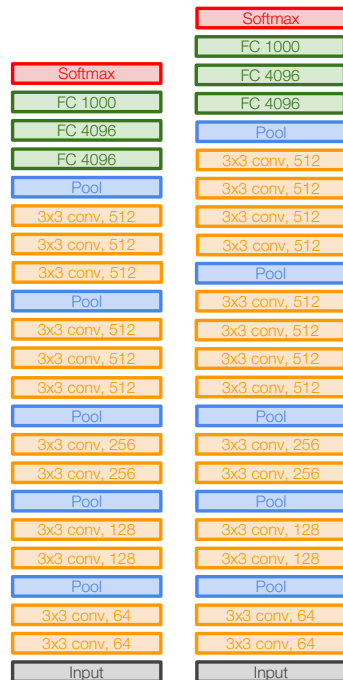 Softmax
FC 1000
FC 4096
FC 4096
Pool
3x3 conv, 512
3x3 conv, 512
3x3 conv, 512
Pool
3x3 conv, 512
3x3 conv, 512
3x3 conv, 512
Pool
3x3 conv, 256
3x3 conv, 256
Pool
3x3 conv, 128
3x3 conv, 128
Pool
3x3 conv, 64
3x3 conv, 64
Input
Softmax
FC 1000
FC 4096
FC 4096
Pool
3x3 conv, 512
3x3 conv, 512
3x3 conv, 512
3x3 conv, 512
Pool
3x3 conv, 512
3x3 conv, 512
3x3 conv, 512
3x3 conv, 512
Pool
3x3 conv, 256
3x3 conv, 256
Pool
3x3 conv, 128
3x3 conv, 128
Pool
3x3 conv, 64
3x3 conv, 64
Input